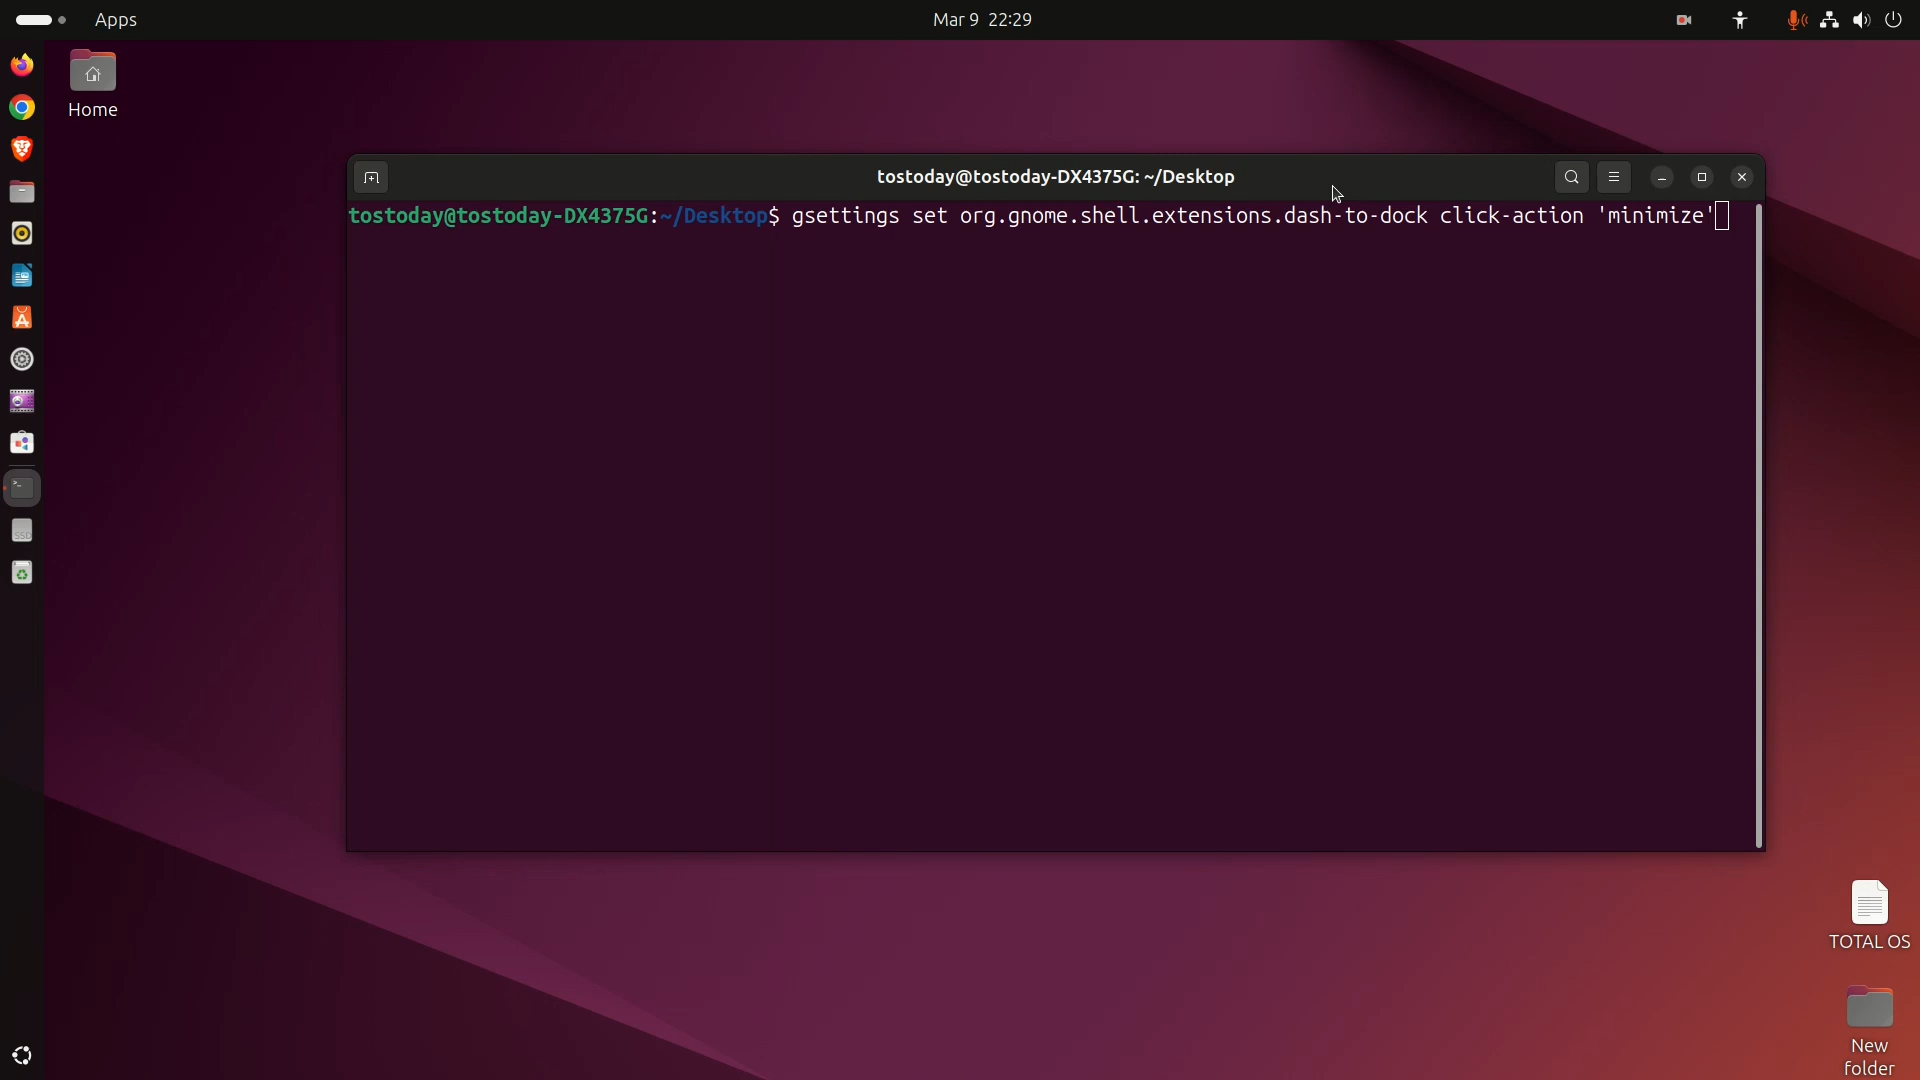 Apps
Mar 9 22:29
Home
tostoday@tostoday-DX4375G: ~/Desktop
tostoday@tostoday-DX4375G:~/Desktop$ gsettings set org.gnome.shell.extensions.dash-to-dock click-action 'minimize'
SSD
TOTAL OS
New
folder